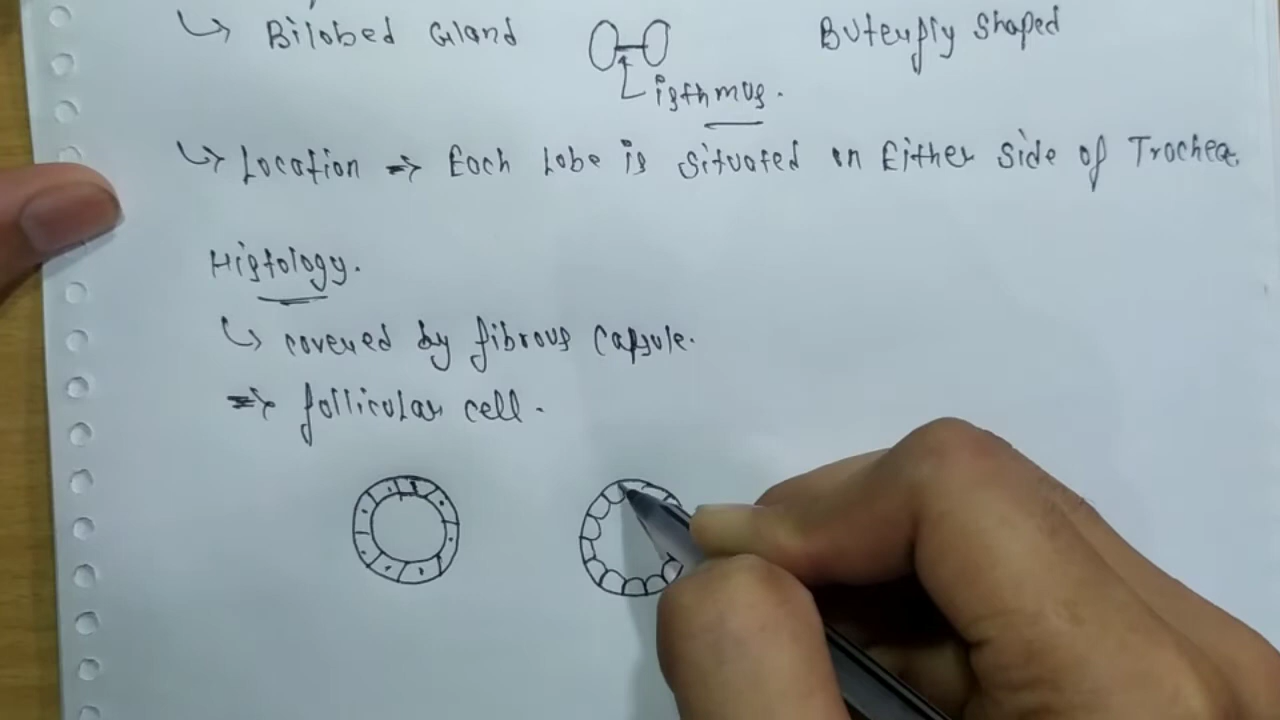 ↳ Bilobed Gland Buterfly Shaped
isthmus.
↳ Location ⇒ Each Lobe is situated on Either Side of Trachea.
Histology.
↳ covered by fibrous capsule.
⇒ follicular cell.